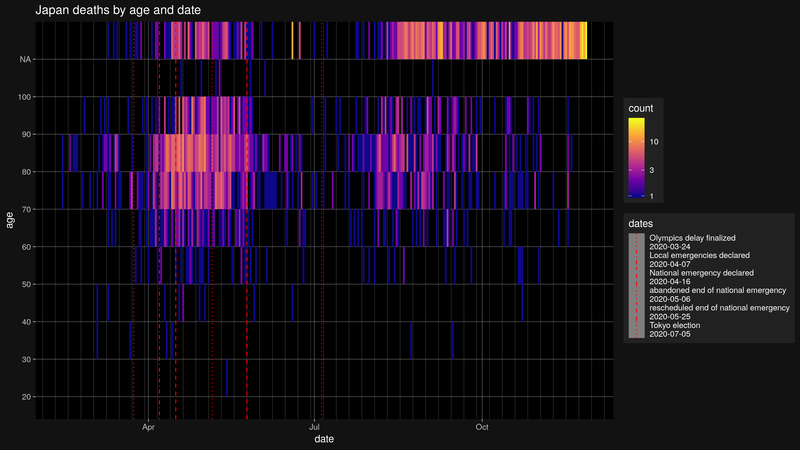 Japan deaths by age and date
NA
100
90
80
70
60
50
40
30
20
age
Apr
Jul
Oct
date
count
10
3
1
dates
Olympics delay finalized
2020-03-24
Local emergencies declared
2020-04-07
National emergency declared
2020-04-16
abandoned end of national emergency
2020-05-06
rescheduled end of national emergency
2020-05-25
Tokyo election
2020-07-05